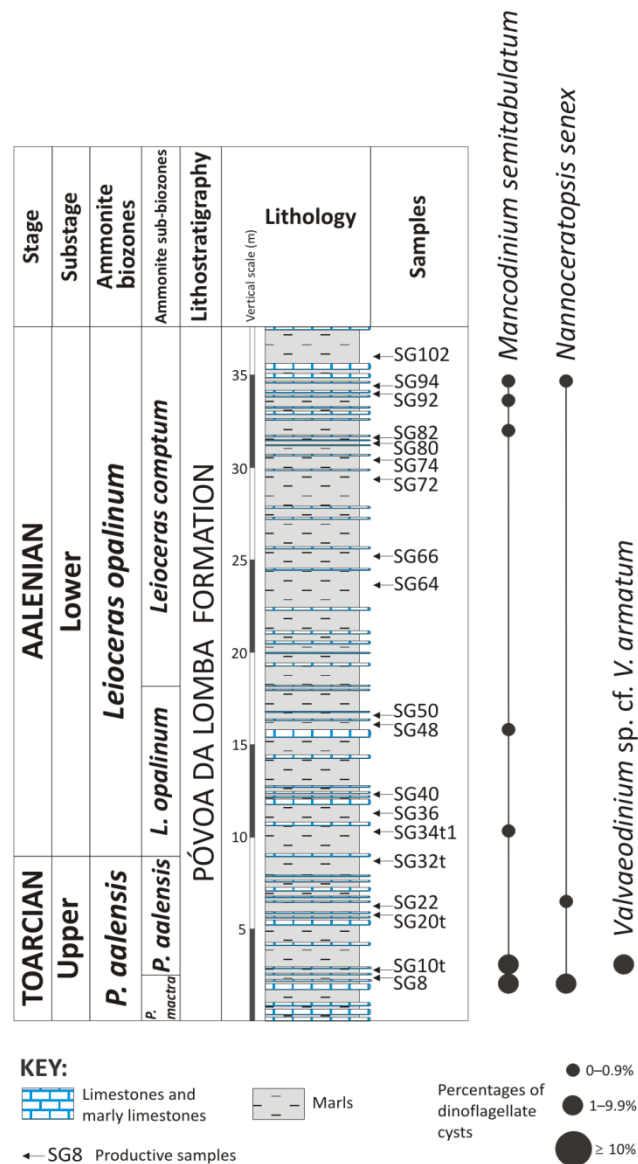 Stage
Substage
Ammonite
biozones
Ammonite sub-biozones
Lithostratigraphy
Vertical scale (m)
Lithology
Samples
Mancodinium semitabulatum
Nannoceratopsis senex
Valvaeodinium sp. cf. V. armatum
AALENIAN
Lower
Leioceras opalinum
Leioceras comptum
L. opalinum
TOARCIAN
Upper
P. aalensis
P. aalensis
P. mactra
PÓVOA DA LOMBA FORMATION
35
30
25
20
15
10
5
SG102
SG94
SG92
SG82
SG80
SG74
SG72
SG66
SG64
SG50
SG48
SG40
SG36
SG34t1
SG32t
SG22
SG20t
SG10t
SG8
KEY:
Limestones and
marly limestones
Marls
SG8 Productive samples
Percentages of
dinoflagellate
cysts
0–0.9%
1–9.9%
≥ 10%